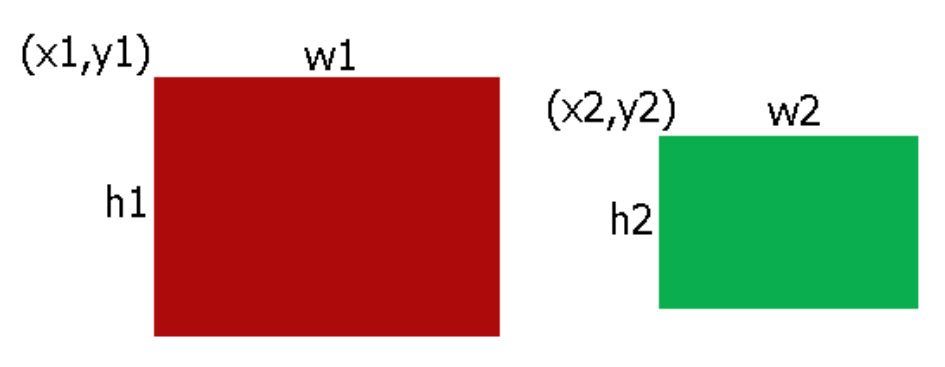 (x1,y1)
w1
h1
(x2,y2)
w2
h2